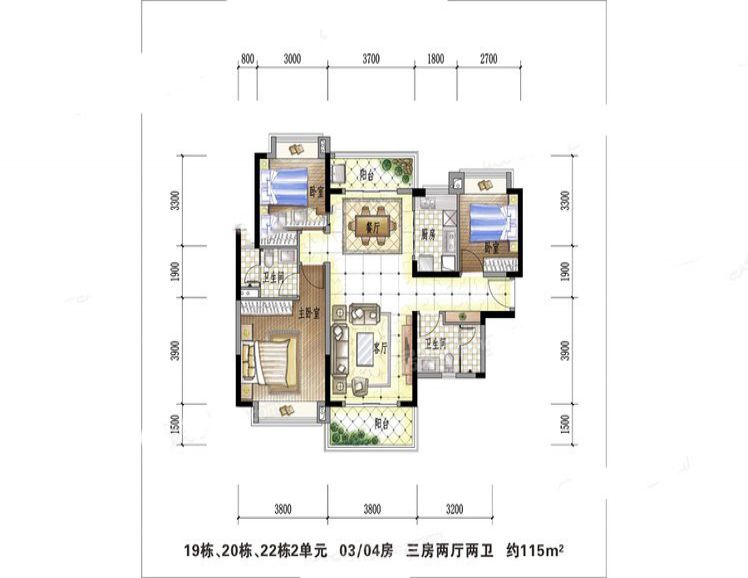 800 3000 3700 1800 2700
3300
1900
3900
1500
阳台
卧室
餐厅
厨房
卧室
卫生间
主卧室
客厅
卫生间
阳台
3300
1900
3900
1500
3800 3800 3200
19栋、20栋、22栋2单元 03/04房 三房两厅两卫 约115m²